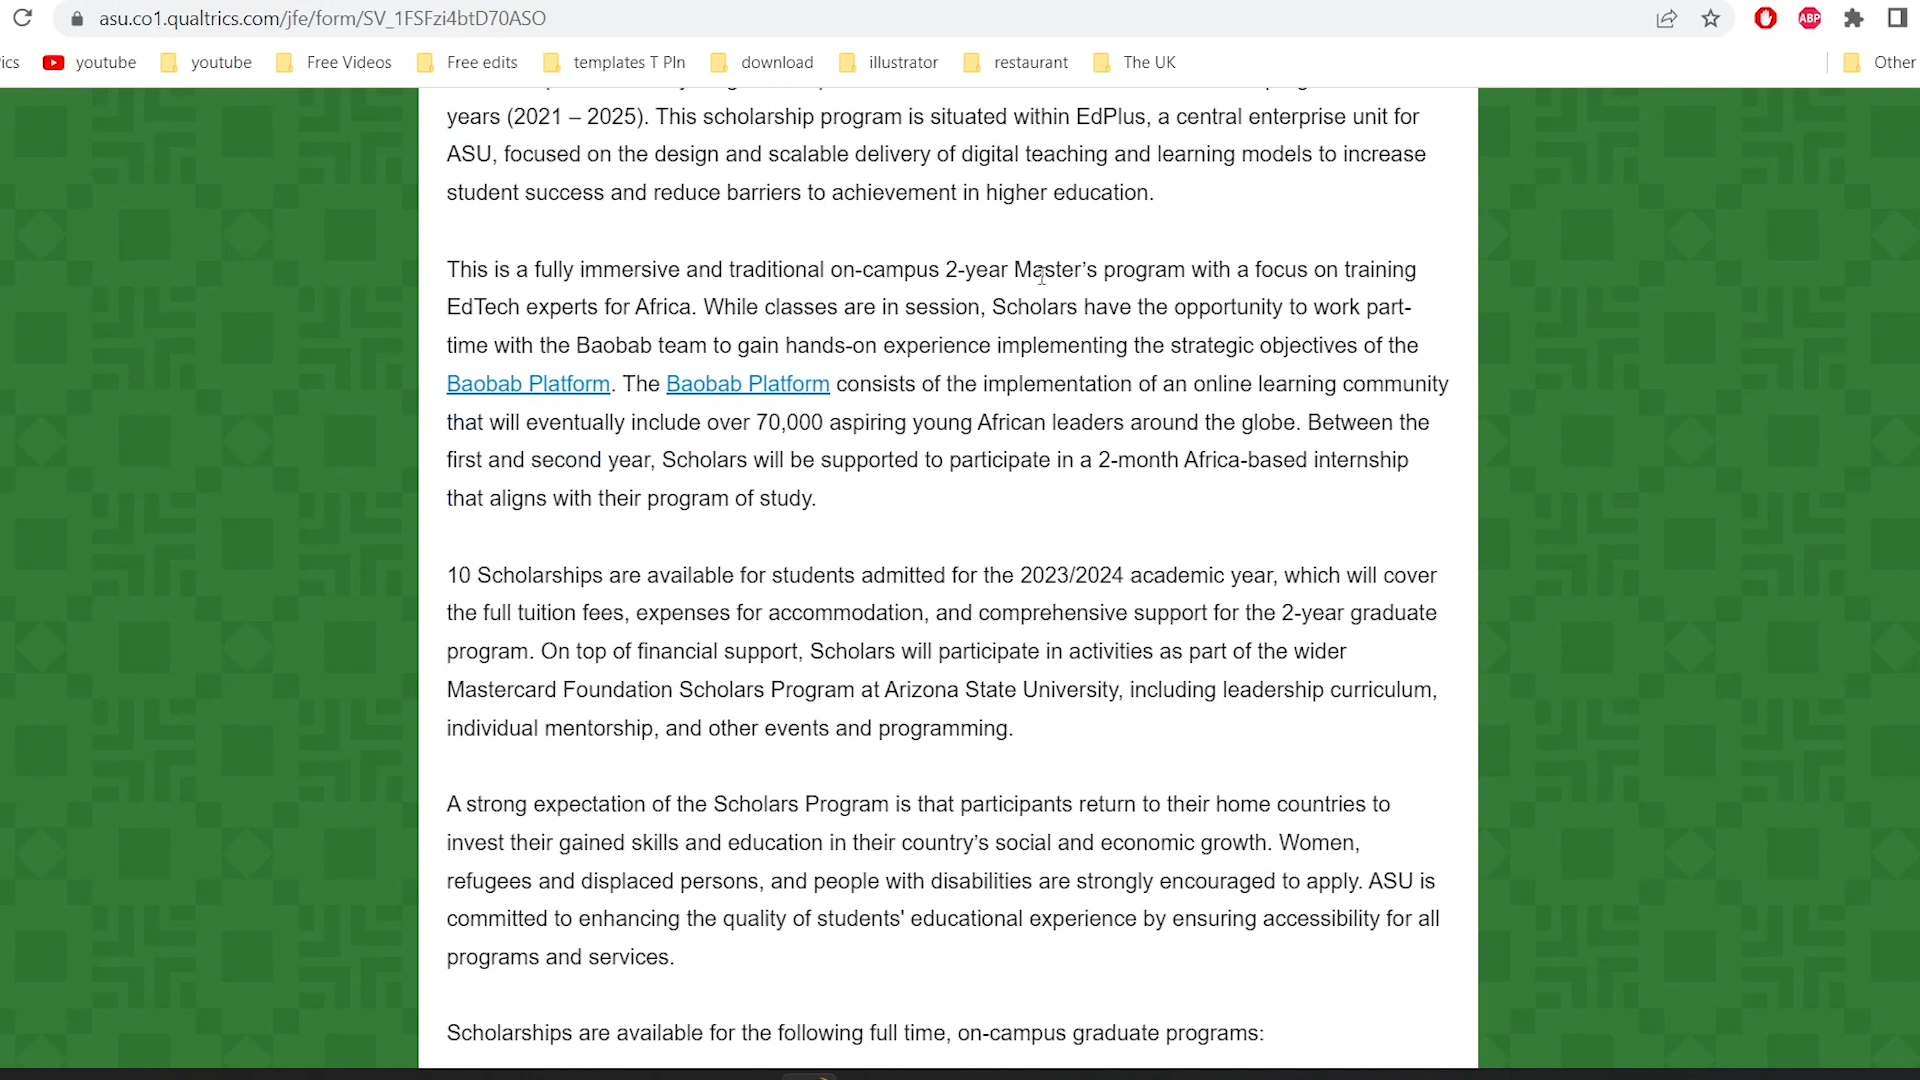 asu.co1.qualtrics.com/jfe/form/SV_1FSFzi4btD70ASO
ABP
ics youtube youtube Free Videos Free edits templates T Pln download illustrator restaurant The UK Other
years (2021 – 2025). This scholarship program is situated within EdPlus, a central enterprise unit for
ASU, focused on the design and scalable delivery of digital teaching and learning models to increase
student success and reduce barriers to achievement in higher education.
This is a fully immersive and traditional on-campus 2-year Master’s program with a focus on training
EdTech experts for Africa. While classes are in session, Scholars have the opportunity to work part-
time with the Baobab team to gain hands-on experience implementing the strategic objectives of the
Baobab Platform. The Baobab Platform consists of the implementation of an online learning community
that will eventually include over 70,000 aspiring young African leaders around the globe. Between the
first and second year, Scholars will be supported to participate in a 2-month Africa-based internship
that aligns with their program of study.
10 Scholarships are available for students admitted for the 2023/2024 academic year, which will cover
the full tuition fees, expenses for accommodation, and comprehensive support for the 2-year graduate
program. On top of financial support, Scholars will participate in activities as part of the wider
Mastercard Foundation Scholars Program at Arizona State University, including leadership curriculum,
individual mentorship, and other events and programming.
A strong expectation of the Scholars Program is that participants return to their home countries to
invest their gained skills and education in their country’s social and economic growth. Women,
refugees and displaced persons, and people with disabilities are strongly encouraged to apply. ASU is
committed to enhancing the quality of students' educational experience by ensuring accessibility for all
programs and services.
Scholarships are available for the following full time, on-campus graduate programs: